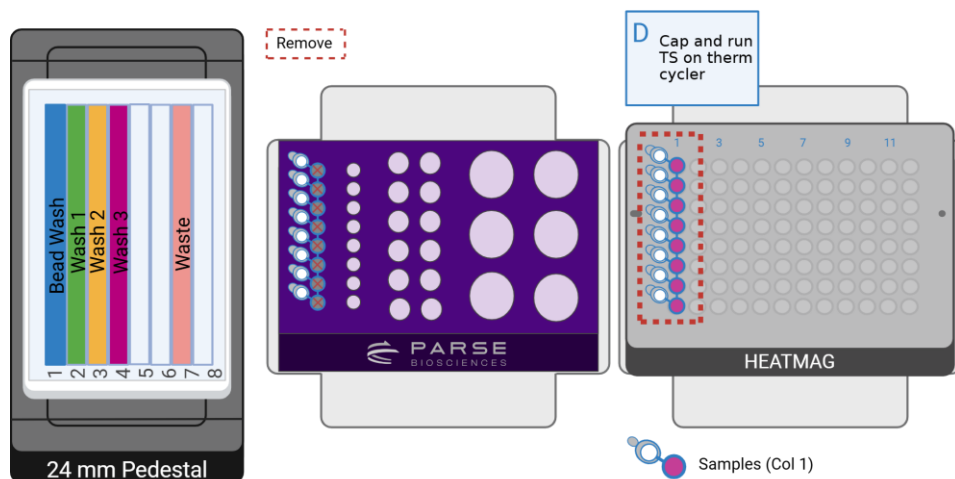 Remove
D
Cap and run
TS on therm
cycler
Bead Wash
Wash 1
Wash 2
Wash 3
Waste
1 2 3 4 5 6 7 8
24 mm Pedestal
PARSE
BIOSCIENCES
1 3 5 7 9 11
HEATMAG
Samples (Col 1)